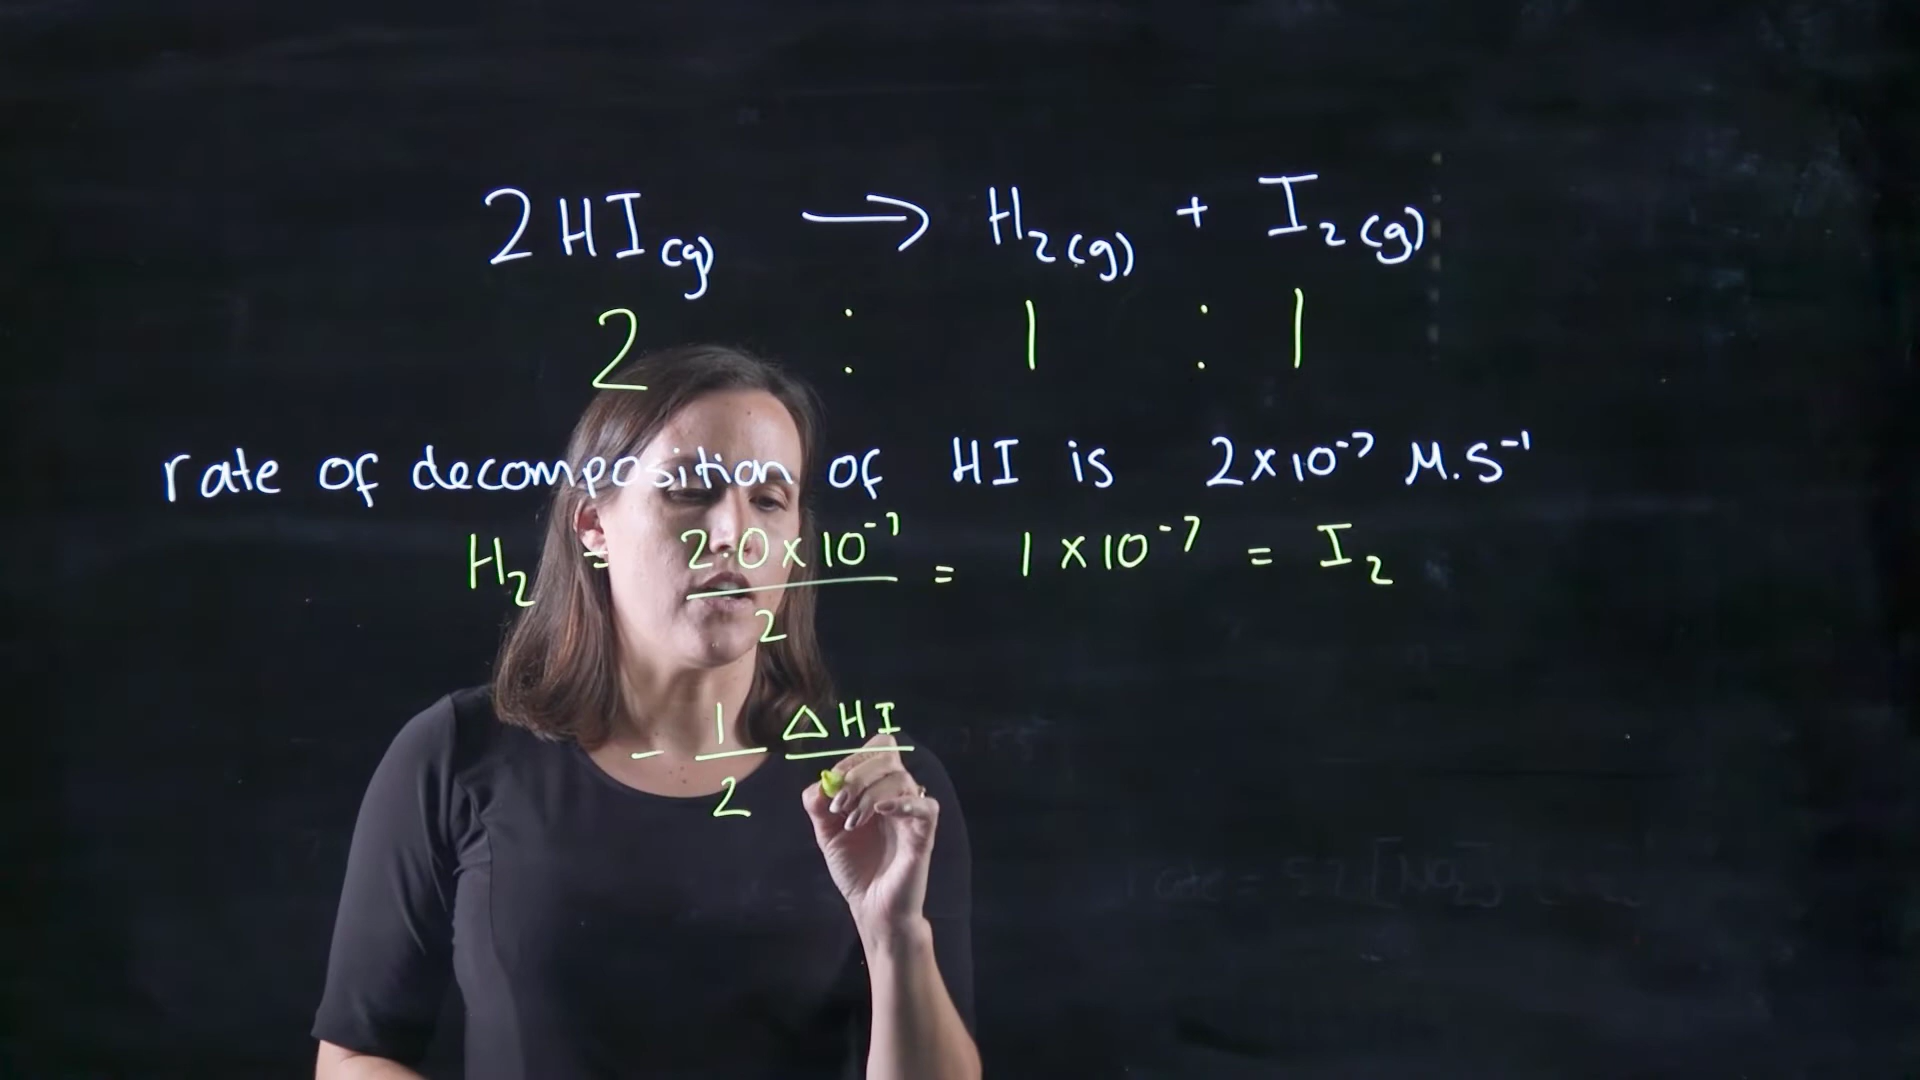 2HI(g) → H₂(g) + I₂(g)
2 : 1 : 1
rate of decomposition of HI is 2×10⁻⁷ M.s⁻¹
H₂ = 2.0×10⁻⁷/2 = 1×10⁻⁷ = I₂
- 1/2 ΔHI